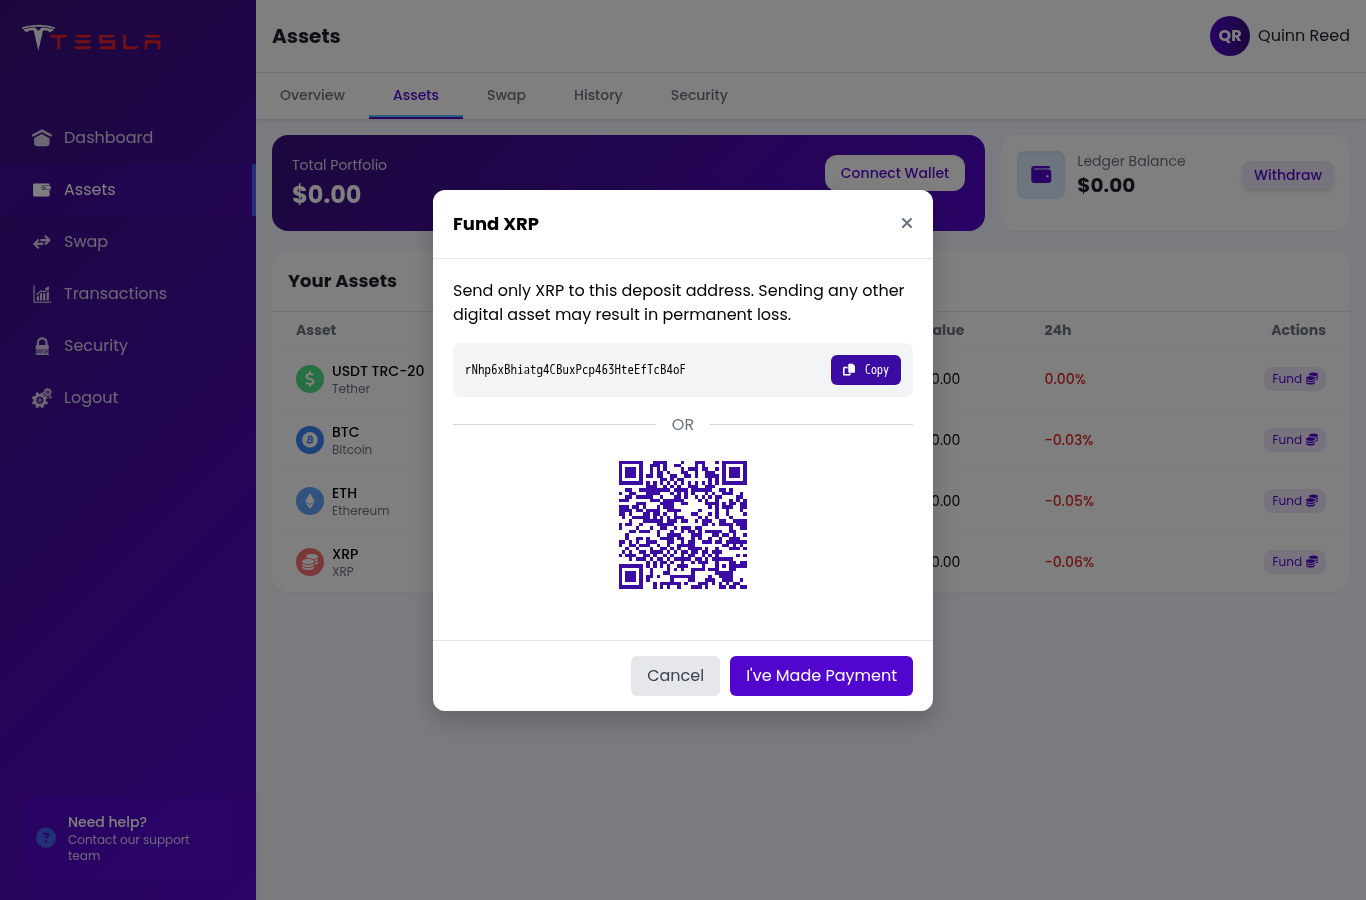 TESLA
Assets
QR Quinn Reed
Overview Assets Swap History Security
Dashboard
Assets
Swap
Transactions
Security
Logout
Need help?
Contact our support
team
Total Portfolio
$0.00
Connect Wallet
Ledger Balance
$0.00
Withdraw
Your Assets
Asset alue 24h Actions
USDT TRC-20
Tether
0.00 0.00% Fund
BTC
Bitcoin
0.00 -0.03% Fund
ETH
Ethereum
0.00 -0.05% Fund
XRP
XRP
0.00 -0.06% Fund
Fund XRP
Send only XRP to this deposit address. Sending any other
digital asset may result in permanent loss.
rNhp6xBhiatg4CBuxPcp463HteEfTcB4oF Copy
OR
Cancel I've Made Payment